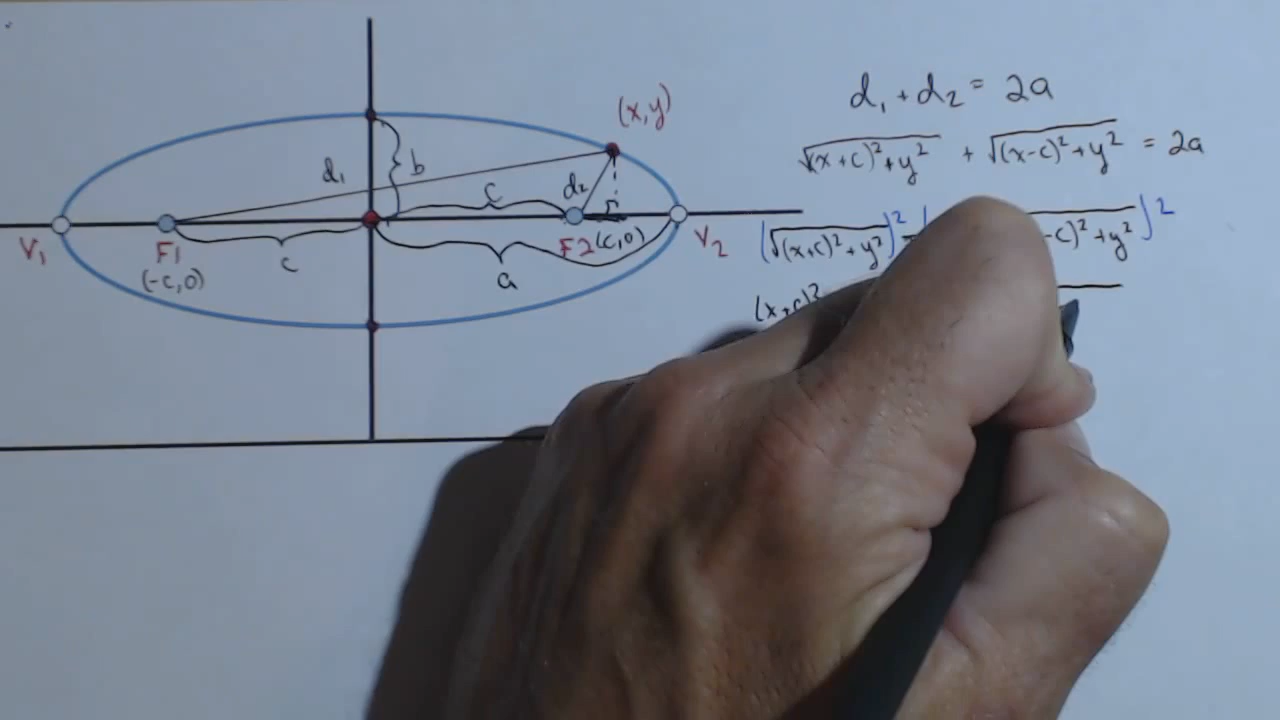 d₁ + d₂ = 2a
√(x+c)²+y² + √(x-c)²+y² = 2a
(√(x+c)²+y²)² = ( -c)²+y² )²
(x+c)²
(x,y)
d₁
b
c
d₂
V₁
F1
(-c,0)
c
a
F2 (c,0)
V₂